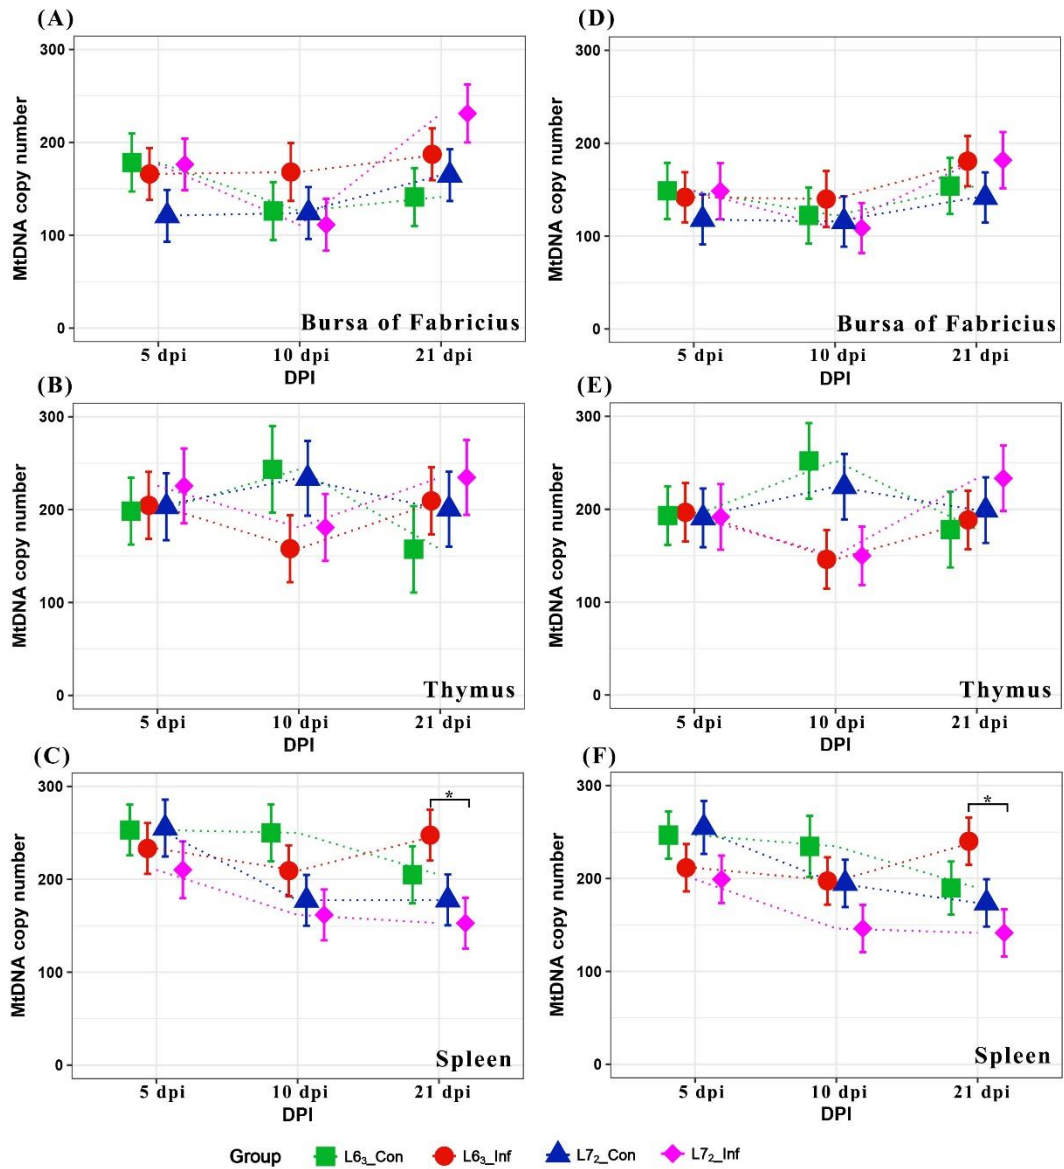 (A)
MtDNA copy number
300
200
100
0
Bursa of Fabricius
5 dpi 10 dpi 21 dpi
DPI
(D)
MtDNA copy number
300
200
100
0
Bursa of Fabricius
5 dpi 10 dpi 21 dpi
DPI
(B)
MtDNA copy number
300
200
100
0
Thymus
5 dpi 10 dpi 21 dpi
DPI
(E)
MtDNA copy number
300
200
100
0
Thymus
5 dpi 10 dpi 21 dpi
DPI
(C)
MtDNA copy number
300
200
100
0
*
Spleen
5 dpi 10 dpi 21 dpi
DPI
(F)
MtDNA copy number
300
200
100
0
*
Spleen
5 dpi 10 dpi 21 dpi
DPI
Group L6₃_Con L6₃_Inf L7₂_Con L7₂_Inf